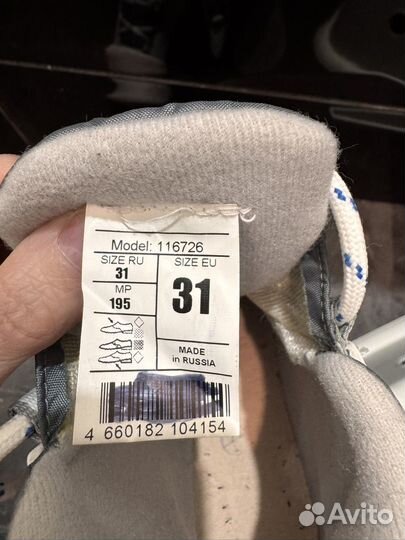 Model: 116726
SIZE RU
31
MP
195
SIZE EU
31
MADE
in RUSSIA
4 660182 104154
Avito